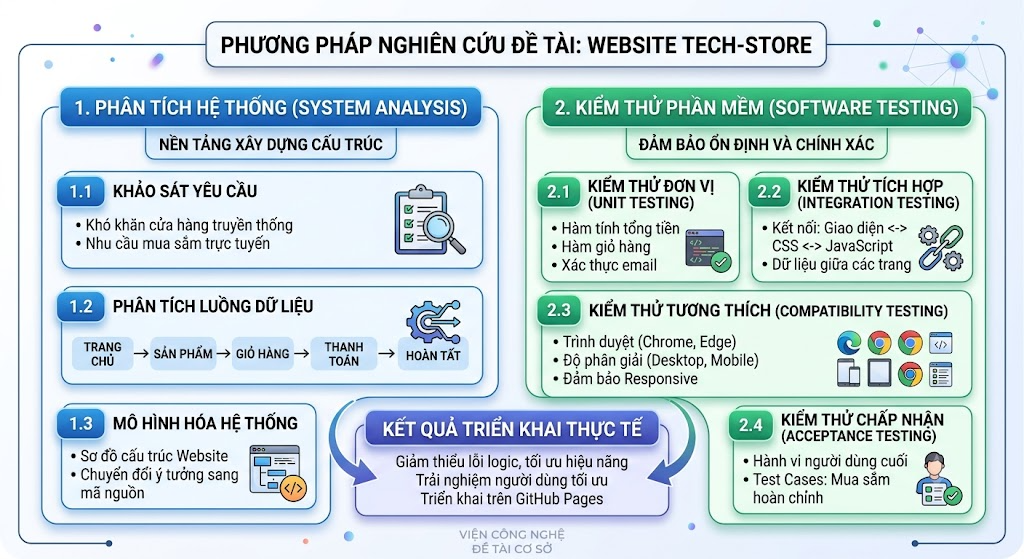 PHƯƠNG PHÁP NGHIÊN CỨU ĐỀ TÀI: WEBSITE TECH-STORE
1. PHÂN TÍCH HỆ THỐNG (SYSTEM ANALYSIS)
NỀN TẢNG XÂY DỰNG CẤU TRÚC
1.1 KHẢO SÁT YÊU CẦU
• Khó khăn cửa hàng truyền thống
• Nhu cầu mua sắm trực tuyến
1.2 PHÂN TÍCH LUỒNG DỮ LIỆU
TRANG
CHỦ
SẢN PHẨM
GIỎ HÀNG
THANH
TOÁN
HOÀN TẤT
1.3 MÔ HÌNH HÓA HỆ THỐNG
• Sơ đồ cấu trúc Website
• Chuyển đổi ý tưởng sang
mã nguồn
2. KIỂM THỬ PHẦN MỀM (SOFTWARE TESTING)
ĐẢM BẢO ỔN ĐỊNH VÀ CHÍNH XÁC
2.1 KIỂM THỬ ĐƠN VỊ
(UNIT TESTING)
• Hàm tính tổng tiền
• Hàm giỏ hàng
• Xác thực email
</>
2.2 KIỂM THỬ TÍCH HỢP
(INTEGRATION TESTING)
• Kết nối: Giao diện <->
CSS <-> JavaScript
• Dữ liệu giữa các trang
2.3 KIỂM THỬ TƯƠNG THÍCH (COMPATIBILITY TESTING)
• Trình duyệt (Chrome, Edge)
• Độ phân giải (Desktop, Mobile)
• Đảm bảo Responsive
</>
2.4 KIỂM THỬ CHẤP NHẬN
(ACCEPTANCE TESTING)
• Hành vi người dùng cuối
• Test Cases: Mua sắm
hoàn chỉnh
</>
KẾT QUẢ TRIỂN KHAI THỰC TẾ
Giảm thiểu lỗi logic, tối ưu hiệu năng
Trải nghiệm người dùng tối ưu
Triển khai trên GitHub Pages
VIỆN CÔNG NGHỆ
ĐỀ TÀI CƠ SỞ